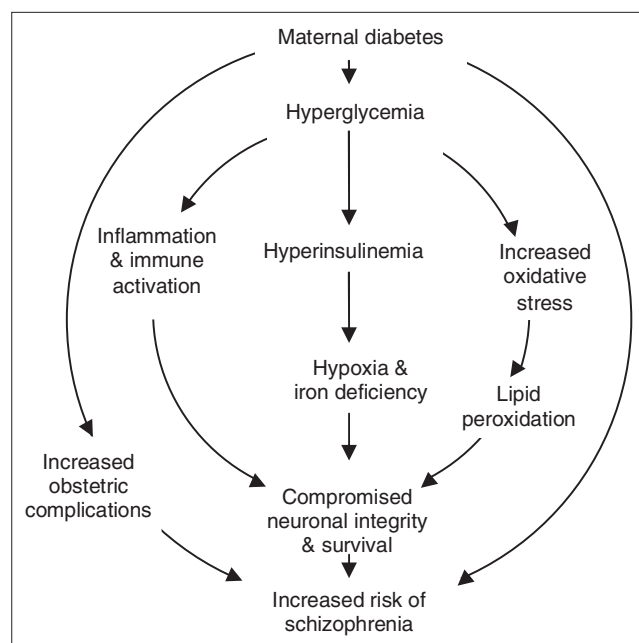 Maternal diabetes
Hyperglycemia
Inflammation
& immune
activation
Hyperinsulinemia
Increased
oxidative
stress
Hypoxia &
iron deficiency
Lipid
peroxidation
Increased
obstetric
complications
Compromised
neuronal integrity
& survival
Increased risk of
schizophrenia